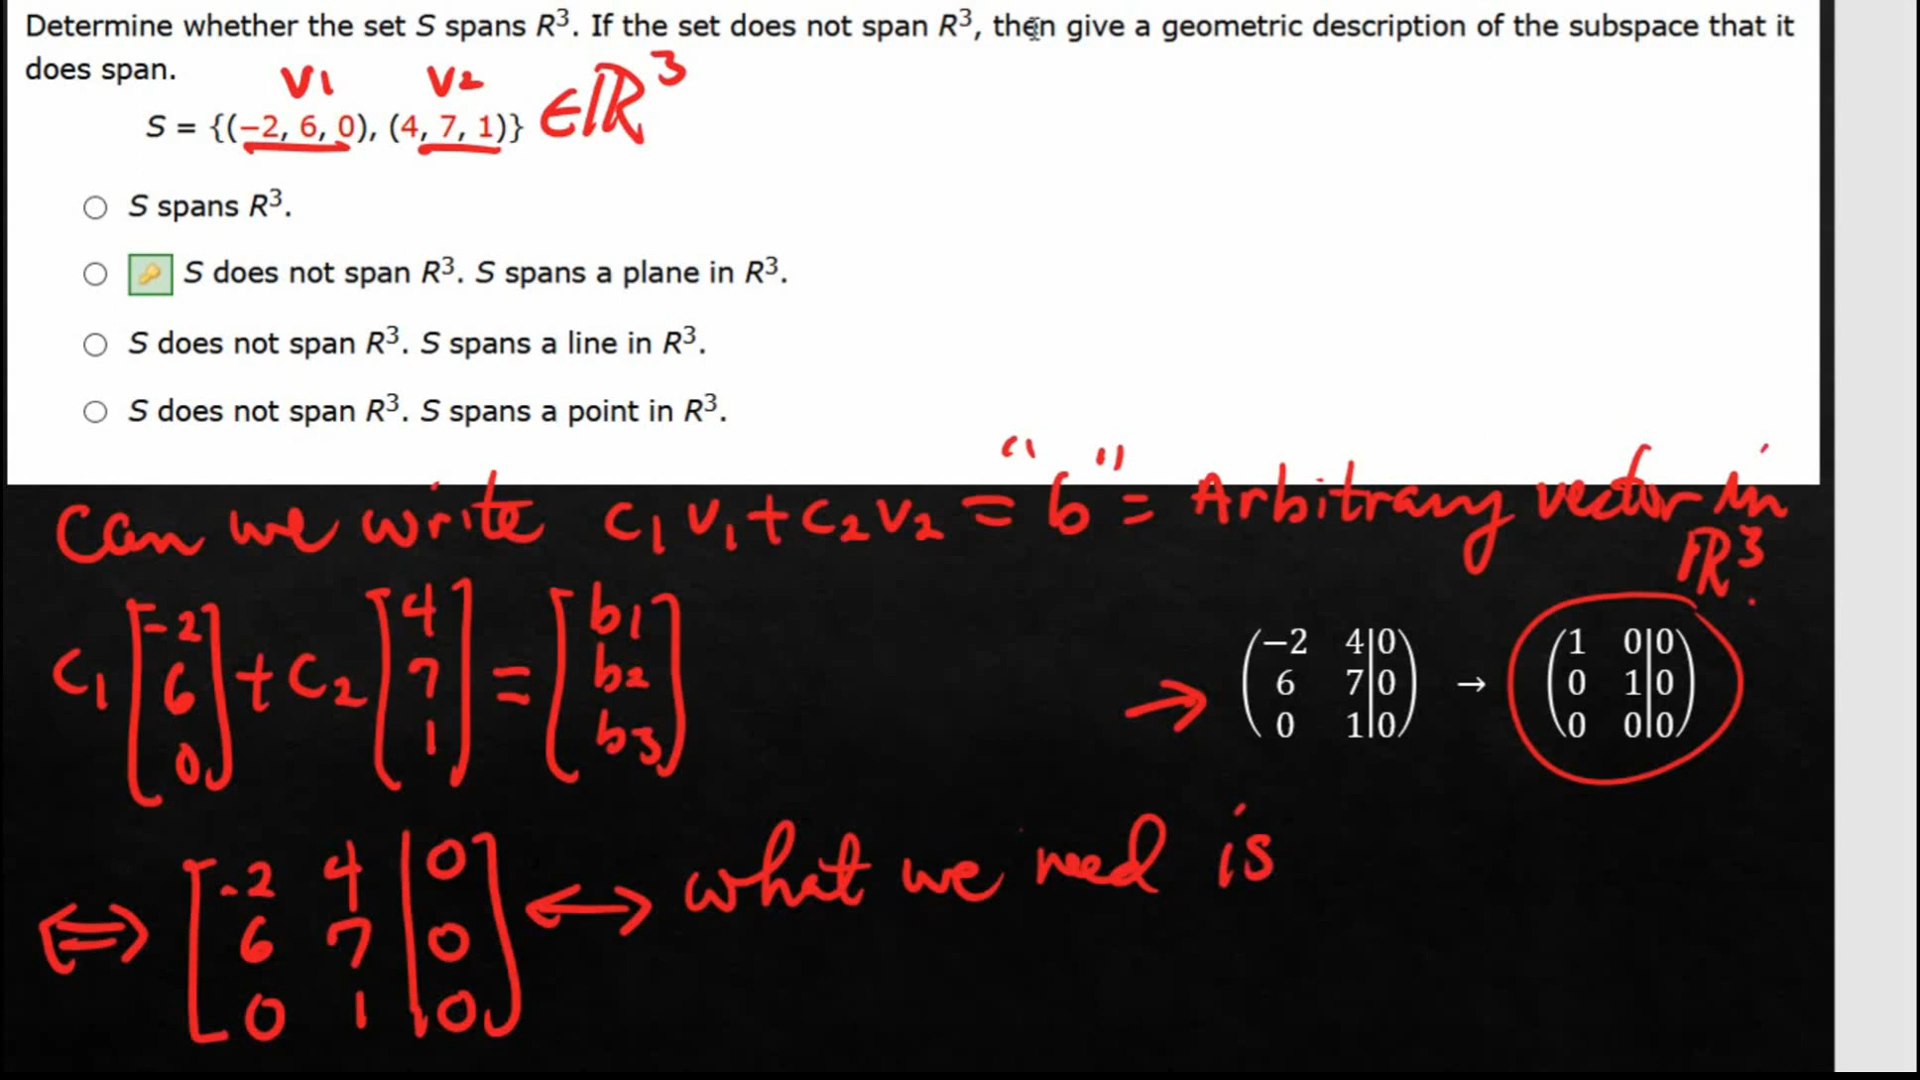 Determine whether the set S spans R³. If the set does not span R³, then give a geometric description of the subspace that it
does span.
v1 v2
S = {(−2, 6, 0), (4, 7, 1)} ∈ℝ³
S spans R³.
S does not span R³. S spans a plane in R³.
S does not span R³. S spans a line in R³.
S does not span R³. S spans a point in R³.
Can we write c₁v₁+c₂v₂ = "b" = Arbitrary vector in
ℝ³.
c1 [-2 6 0] + c2 [4 7 1] = [b1 b2 b3]
→ (−2 4|0
6 7|0
0 1|0) → (1 0|0
0 1|0
0 0|0)
⟺ [-2 4 | 0
6 7 | 0
0 1 | 0] ↔ what we need is